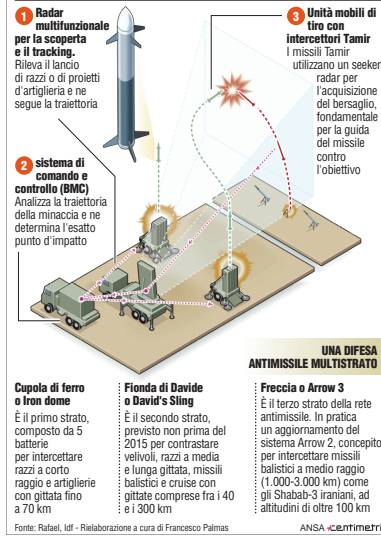 1 Radar
multifunzionale
per la scoperta
e il tracking.
Rileva il lancio
di razzi o di proietti
d'artiglieria e ne
segue la traiettoria
2 sistema di
comando e
controllo (BMC)
Analizza la traiettoria
della minaccia e ne
determina l'esatto
punto d'impatto
3 Unità mobili di
tiro con
intercettori Tamir
I missili Tamir
utilizzano un seeker
radar per
l'acquisizione
del bersaglio,
fondamentale
per la guida
del missile
contro
l'obiettivo
UNA DIFESA
ANTIMISSILE MULTISTRATO
Cupola di ferro
o Iron dome
È il primo strato,
composto da 5
batterie
per intercettare
razzi a corto
raggio e artiglierie
con gittata fino
a 70 km
Fionda di Davide
o David's Sling
È il secondo strato,
previsto non prima del
2015 per contrastare
velivoli, razzi a media
e lunga gittata, missili
balistici e cruise con
gittate comprese fra i 40
e i 300 km
Freccia o Arrow 3
È il terzo strato della rete
antimissile. In pratica
un aggiornamento del
sistema Arrow 2, concepito
per intercettare missili
balistici a medio raggio
(1.000-3.000 km) come
gli Shabab-3 iraniani, ad
altitudini di oltre 100 km
Fonte: Rafael, Idf - Rielaborazione a cura di Francesco Palmas
ANSA centimetri